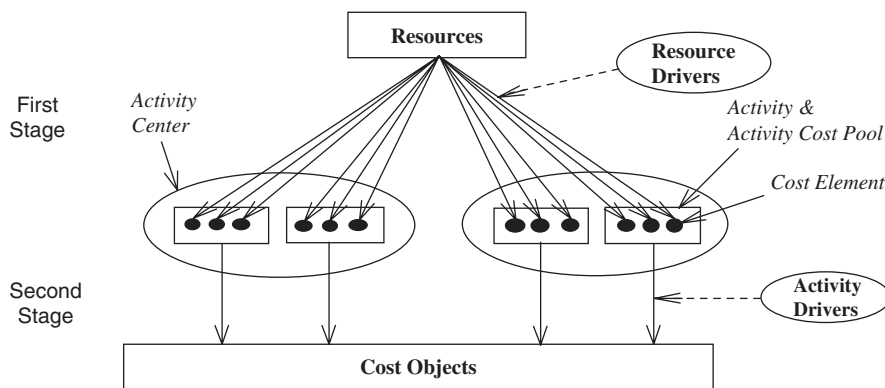 Resources
Resource
Drivers
First
Stage
Activity
Center
Activity &
Activity Cost Pool
Cost Element
Second
Stage
Activity
Drivers
Cost Objects